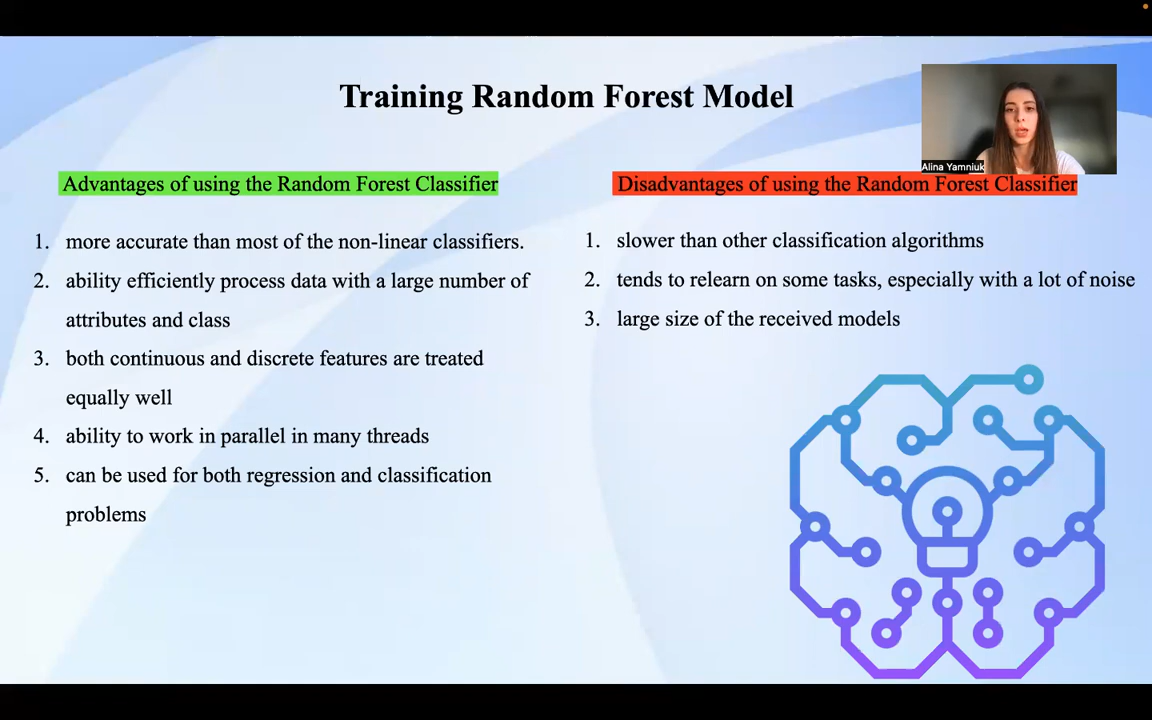 Training Random Forest Model
Alina Yamniuk
Advantages of using the Random Forest Classifier
1. more accurate than most of the non-linear classifiers.
2. ability efficiently process data with a large number of
attributes and class
3. both continuous and discrete features are treated
equally well
4. ability to work in parallel in many threads
5. can be used for both regression and classification
problems
Disadvantages of using the Random Forest Classifier
1. slower than other classification algorithms
2. tends to relearn on some tasks, especially with a lot of noise
3. large size of the received models